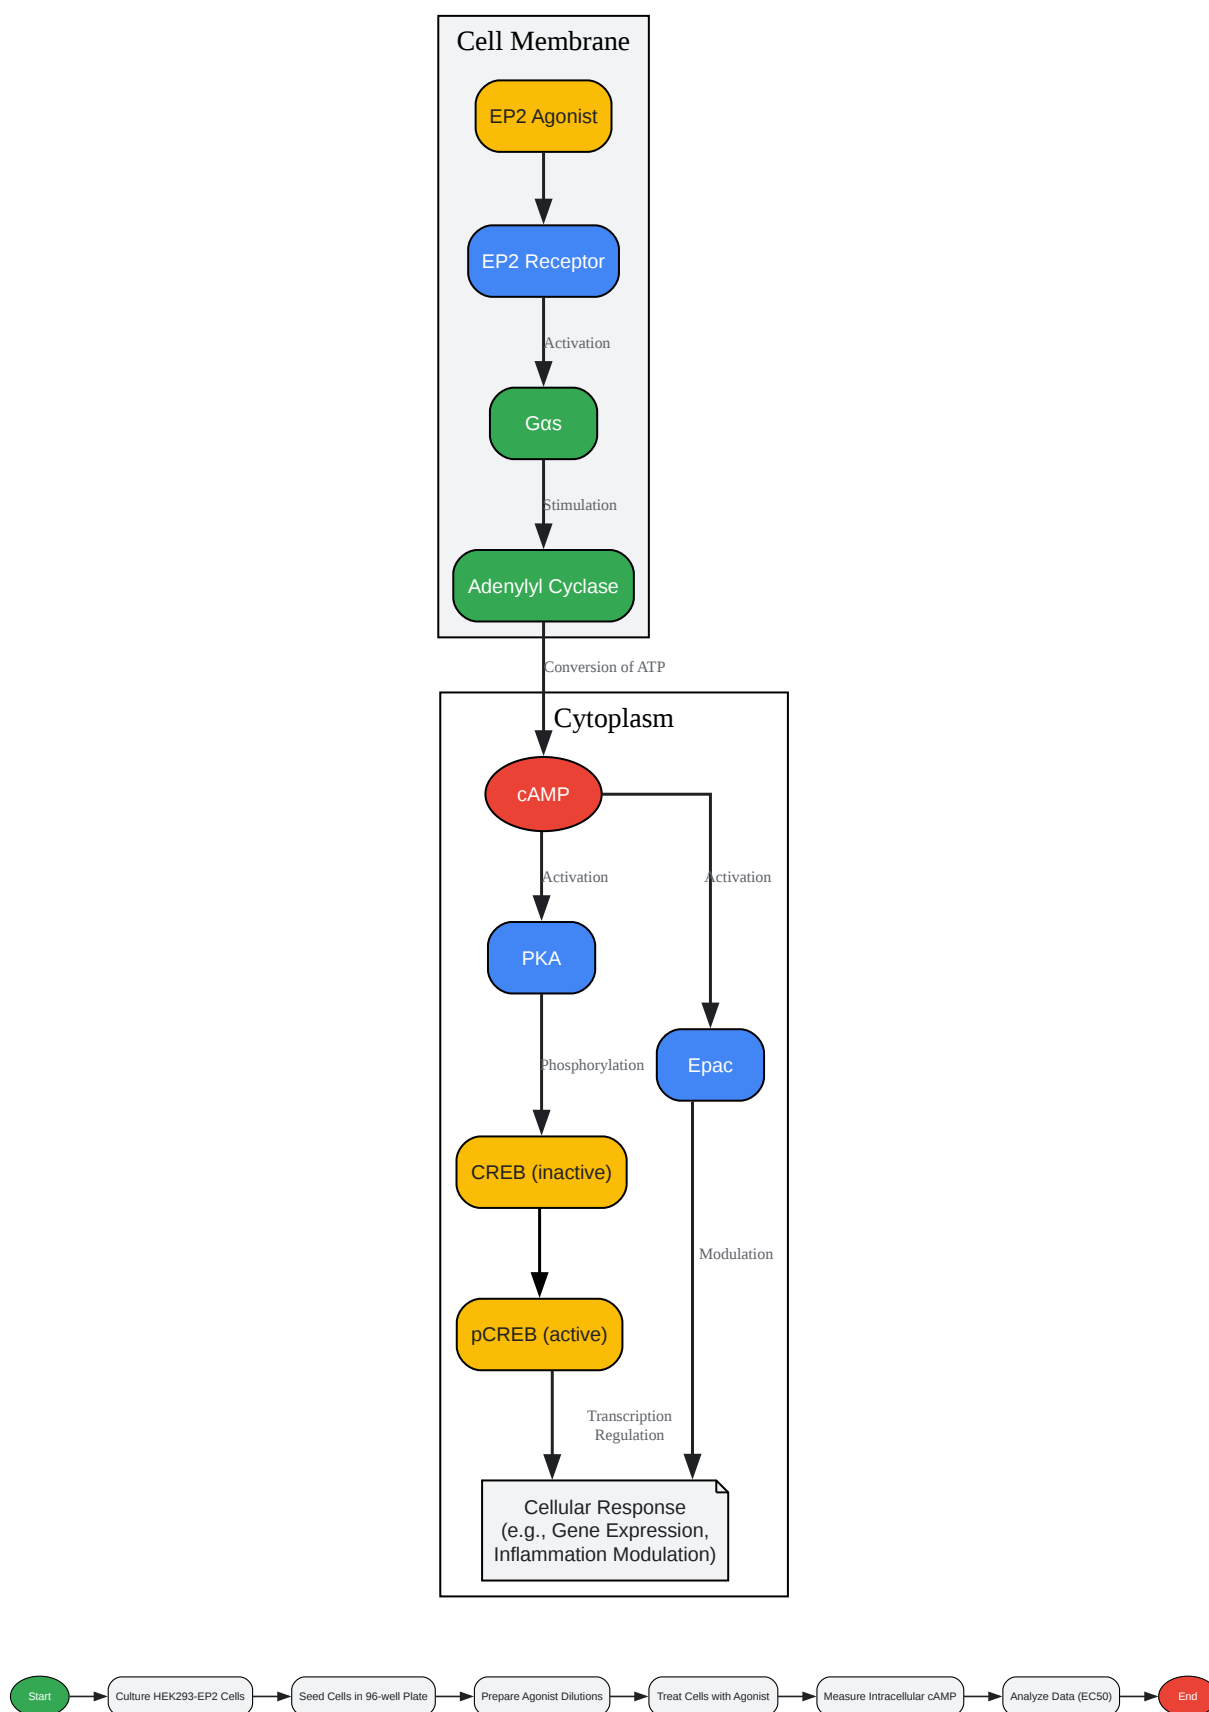 Cell Membrane
EP2 Agonist
EP2 Receptor
Activation
Gαs
Stimulation
Adenylyl Cyclase
Conversion of ATP
Cytoplasm
cAMP
Activation
Activation
PKA
Phosphorylation
Epac
CREB (inactive)
Modulation
pCREB (active)
Transcription
Regulation
Cellular Response
(e.g., Gene Expression,
Inflammation Modulation)
Start
Culture HEK293-EP2 Cells
Seed Cells in 96-well Plate
Prepare Agonist Dilutions
Treat Cells with Agonist
Measure Intracellular cAMP
Analyze Data (EC50)
End